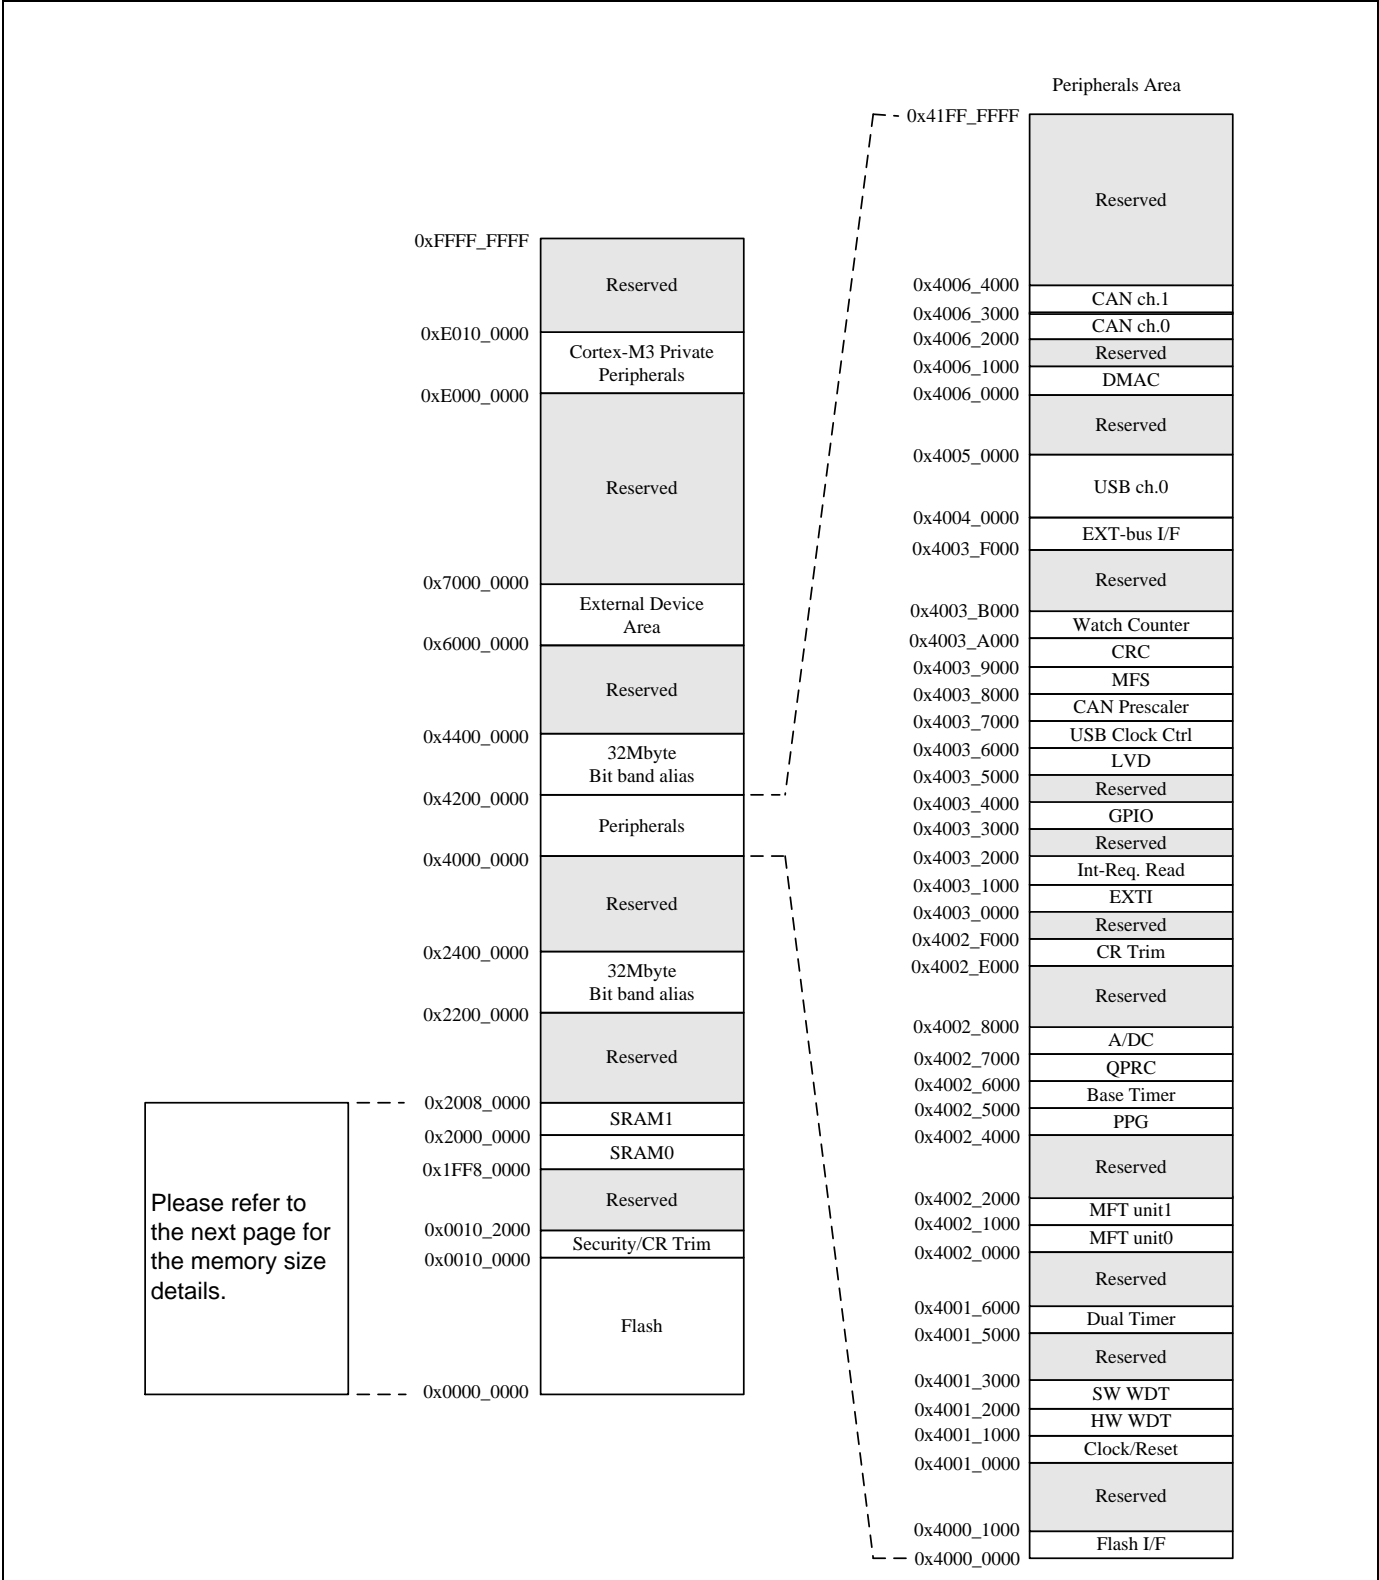 Peripherals Area
0x41FF_FFFF
Reserved
0x4006_4000
CAN ch.1
0x4006_3000
CAN ch.0
0x4006_2000
Reserved
0x4006_1000
DMAC
0x4006_0000
Reserved
0x4005_0000
USB ch.0
0x4004_0000
EXT-bus I/F
0x4003_F000
Reserved
0x4003_B000
Watch Counter
0x4003_A000
CRC
0x4003_9000
MFS
0x4003_8000
CAN Prescaler
0x4003_7000
USB Clock Ctrl
0x4003_6000
LVD
0x4003_5000
Reserved
0x4003_4000
GPIO
0x4003_3000
Reserved
0x4003_2000
Int-Req. Read
0x4003_1000
EXTI
0x4003_0000
Reserved
0x4002_F000
CR Trim
0x4002_E000
Reserved
0x4002_8000
A/DC
0x4002_7000
QPRC
0x4002_6000
Base Timer
0x4002_5000
PPG
0x4002_4000
Reserved
0x4002_2000
MFT unit1
0x4002_1000
MFT unit0
0x4002_0000
Reserved
0x4001_6000
Dual Timer
0x4001_5000
Reserved
0x4001_3000
SW WDT
0x4001_2000
HW WDT
0x4001_1000
Clock/Reset
0x4001_0000
Reserved
0x4000_1000
Flash I/F
0x4000_0000
0xFFFF_FFFF
Reserved
0xE010_0000
Cortex-M3 Private
Peripherals
0xE000_0000
Reserved
0x7000_0000
External Device
Area
0x6000_0000
Reserved
0x4400_0000
32Mbyte
Bit band alias
0x4200_0000
Peripherals
0x4000_0000
Reserved
0x2400_0000
32Mbyte
Bit band alias
0x2200_0000
Reserved
0x2008_0000
SRAM1
0x2000_0000
SRAM0
0x1FF8_0000
Reserved
0x0010_2000
Security/CR Trim
0x0010_0000
Flash
0x0000_0000
Please refer to
the next page for
the memory size
details.